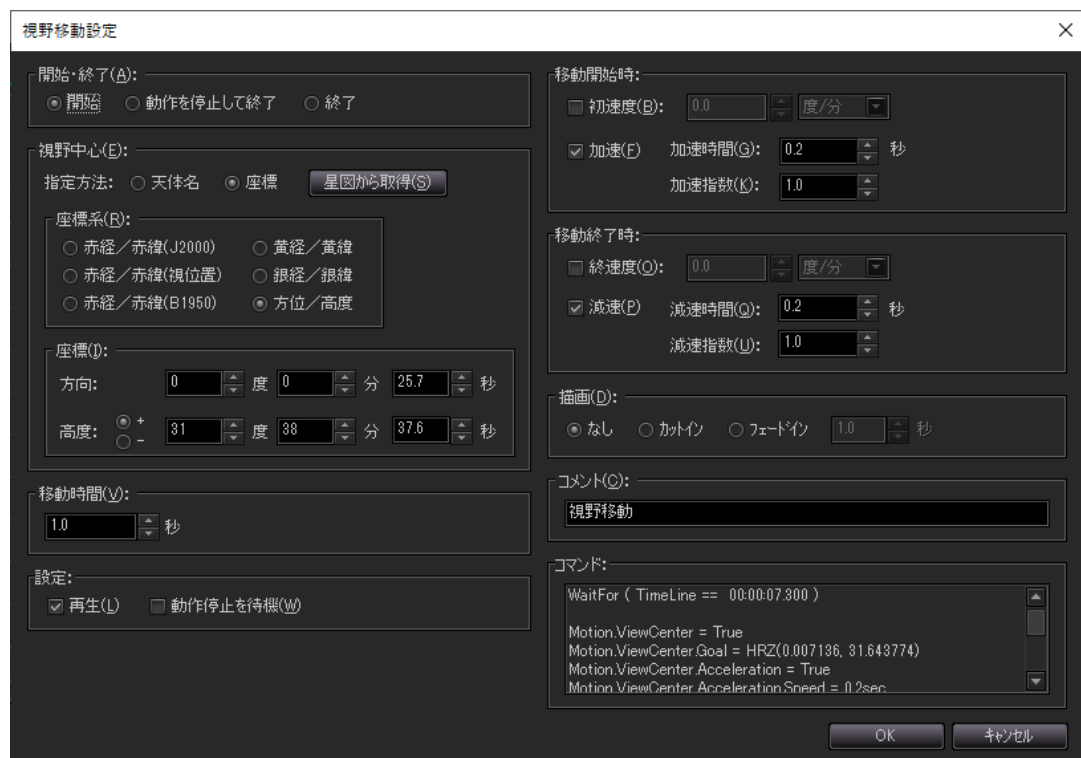 視野移動設定
開始・終了(A):
開始 動作を停止して終了 終了
視野中心(E):
指定方法: 天体名 座標 星図から取得(S)
座標系(R):
赤経／赤緯(J2000) 黄経／黄緯
赤経／赤緯(視位置) 銀経／銀緯
赤経／赤緯(B1950) 方位／高度
座標(I):
方向: 0 度 0 分 25.7 秒
高度: + - 31 度 38 分 37.6 秒
移動時間(V):
1.0 秒
設定:
再生(L) 動作停止を待機(W)
移動開始時:
初速度(B): 0.0 度/分
加速(F) 加速時間(G): 0.2 秒
加速指数(K): 1.0
移動終了時:
終速度(O): 0.0 度/分
減速(P) 減速時間(Q): 0.2 秒
減速指数(U): 1.0
描画(D):
なし カットイン フェードイン 1.0 秒
コメント(C):
視野移動
コマンド:
WaitFor ( TimeLine == 00:00:07.300 )
Motion.ViewCenter = True
Motion.ViewCenter.Goal = HRZ(0.007136, 31.643774)
Motion.ViewCenter.Acceleration = True
Motion.ViewCenter.Acceleration.Speed = 0.2sec
OK キャンセル